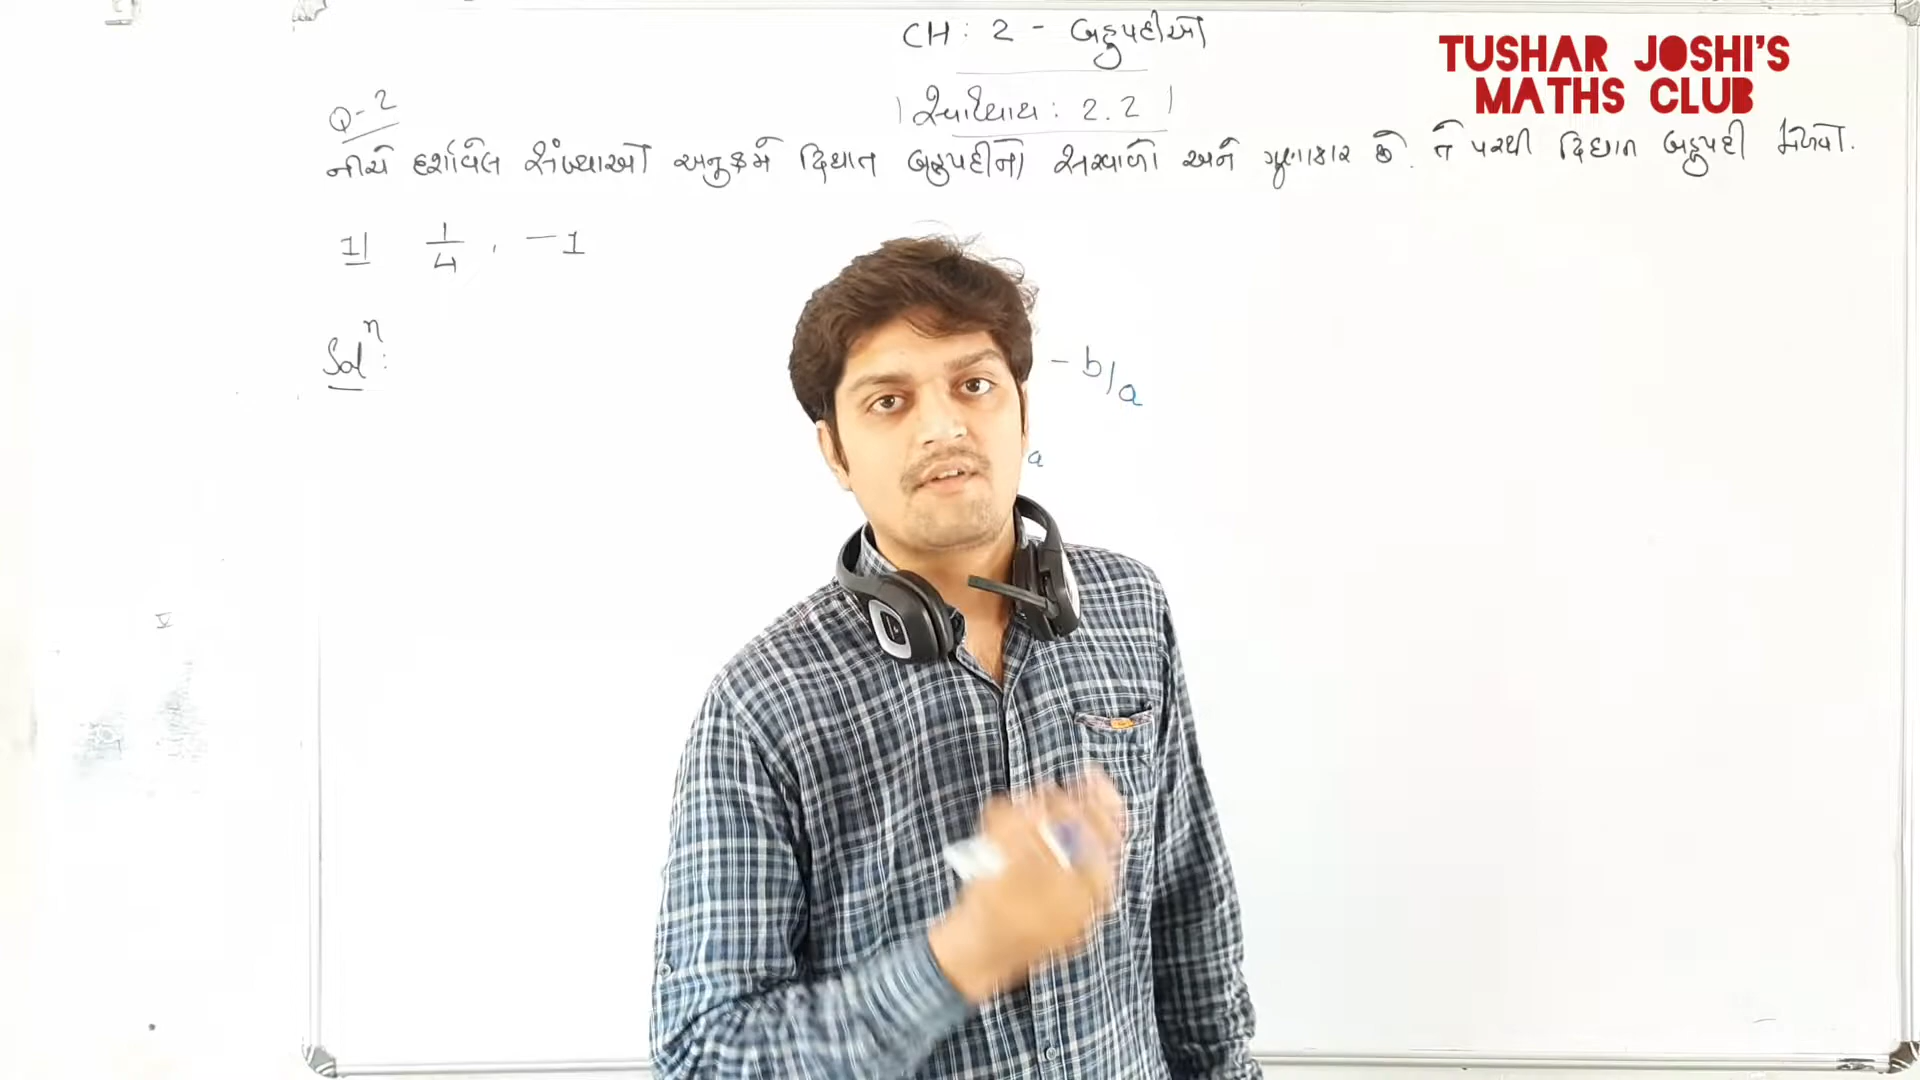 CH: 2 - બહુપદીઓ
TUSHAR JOSHI'S
MATHS CLUB
સ્વાધ્યાય: 2.2
Q-2
નીચે દર્શાવેલ સંખ્યાઓ અનુક્રમે દ્વિઘાત બહુપદીનો સરવાળો અને ગુણાકાર છે. તે પરથી દ્વિઘાત બહુપદી મેળવો.
1| 1/4 , -1
Solⁿ:
- b/a
a